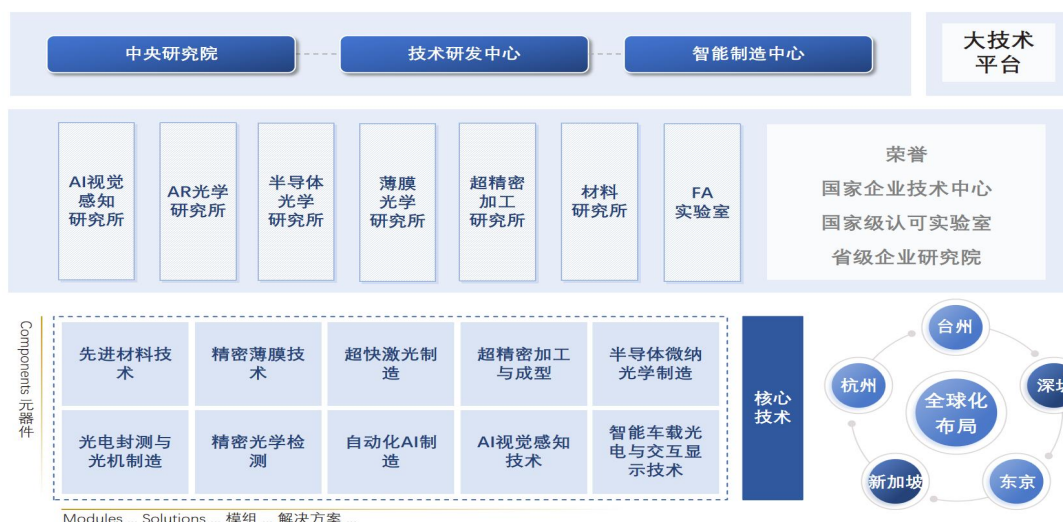 中央研究院
技术研发中心
智能制造中心
大技术
平台
AI视觉
感知
研究所
AR光学
研究所
半导体
光学
研究所
薄膜
光学
研究所
超精密
加工
研究所
材料
研究所
FA
实验室
荣誉
国家企业技术中心
国家级认可实验室
省级企业研究院
Components 元器件
先进材料技
术
精密薄膜技
术
超快激光制
造
超精密加工
与成型
半导体微纳
光学制造
光电封测与
光机制造
精密光学检
测
自动化AI制
造
AI视觉感知
技术
智能车载光
电与交互显
示技术
核心
技术
台州
杭州
深圳
全球化
布局
新加坡
东京
Modules... Solutions... 模组... 解决方案...